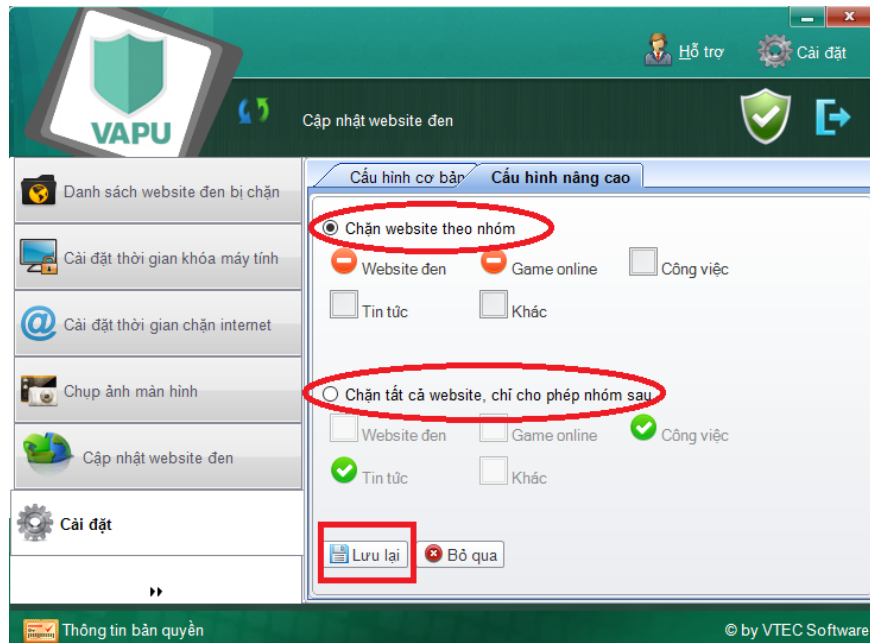 Hỗ trợ
Cài đặt
VAPU
Cập nhật website đen
Danh sách website đen bị chặn
Cài đặt thời gian khóa máy tính
Cài đặt thời gian chặn internet
Chụp ảnh màn hình
Cập nhật website đen
Cài đặt
Cấu hình cơ bản
Cấu hình nâng cao
Chặn website theo nhóm
Website đen
Game online
Công việc
Tin tức
Khác
Chặn tất cả website, chỉ cho phép nhóm sau
Website đen
Game online
Công việc
Tin tức
Khác
Lưu lại
Bỏ qua
Thông tin bản quyền
© by VTEC Software